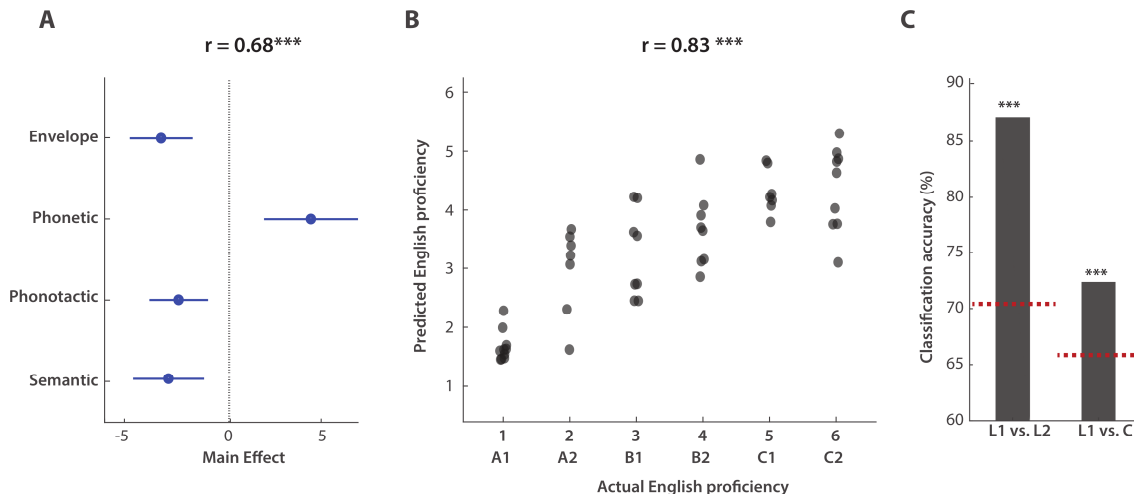 A
r = 0.68***
Envelope
Phonetic
Phonotactic
Semantic
-5
0
5
Main Effect
B
r = 0.83 ***
Predicted English proficiency
6
5
4
3
2
1
1 2 3 4 5 6
A1 A2 B1 B2 C1 C2
Actual English proficiency
C
Classification accuracy (%)
90
85
80
75
70
65
60
***
***
L1 vs. L2
L1 vs. C